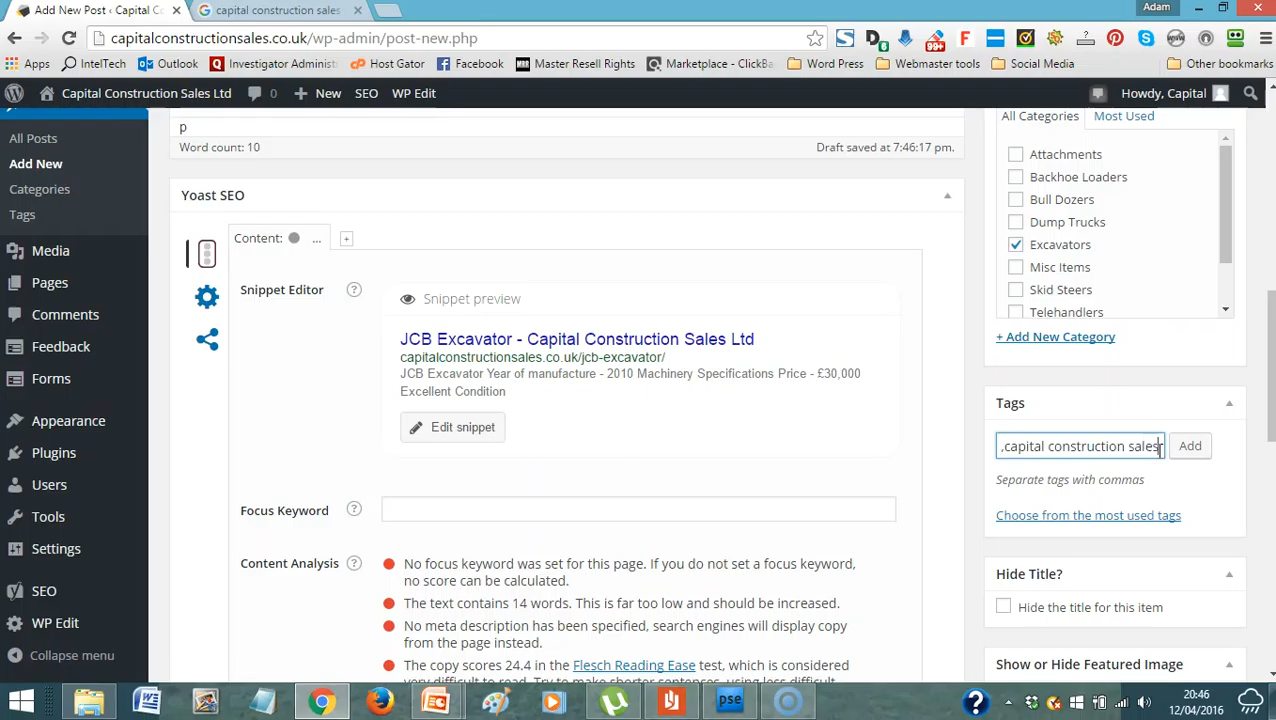 Add New Post ‹ Capital Co
capital construction sales
Adam
capitalconstructionsales.co.uk/wp-admin/post-new.php
Apps
IntelTech
Outlook
Investigator Administr
Host Gator
Facebook
Master Resell Rights
Marketplace - ClickBa
Word Press
Webmaster tools
Social Media
Other bookmarks
Capital Construction Sales Ltd
0
New
SEO
WP Edit
Howdy, Capital
All Posts
Add New
Categories
Tags
Media
Pages
Comments
Feedback
Forms
Appearance
Plugins
Users
Tools
Settings
SEO
WP Edit
Collapse menu
p
Word count: 10
Draft saved at 7:46:17 pm.
Yoast SEO
Content: ...
+
Snippet Editor ?
Snippet preview
JCB Excavator - Capital Construction Sales Ltd
capitalconstructionsales.co.uk/jcb-excavator/
JCB Excavator Year of manufacture - 2010 Machinery Specifications Price - £30,000
Excellent Condition
Edit snippet
Focus Keyword ?
Content Analysis ?
No focus keyword was set for this page. If you do not set a focus keyword,
no score can be calculated.
The text contains 14 words. This is far too low and should be increased.
No meta description has been specified, search engines will display copy
from the page instead.
The copy scores 24.4 in the Flesch Reading Ease test, which is considered
very difficult to read. Try to make shorter sentences, using less difficult
All Categories
Most Used
Attachments
Backhoe Loaders
Bull Dozers
Dump Trucks
Excavators
Misc Items
Skid Steers
Telehandlers
+ Add New Category
Tags
,capital construction sales
Add
Separate tags with commas
Choose from the most used tags
Hide Title?
Hide the title for this item
Show or Hide Featured Image
pse
20:46
12/04/2016